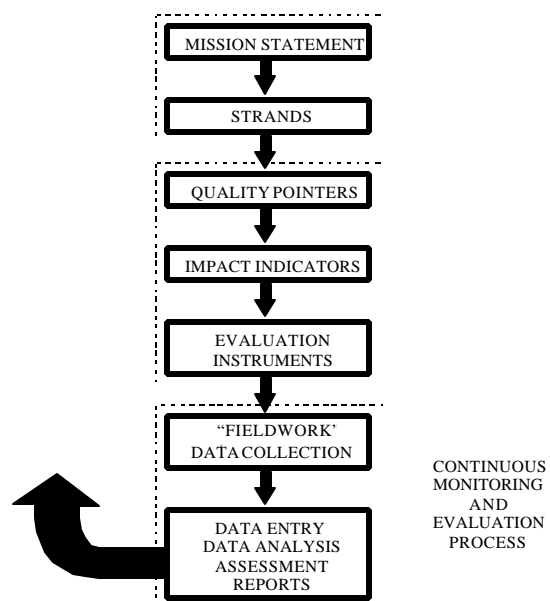 MISSION STATEMENT
STRANDS
QUALITY POINTERS
IMPACT INDICATORS
EVALUATION
INSTRUMENTS
“FIELDWORK’
DATA COLLECTION
DATA ENTRY
DATA ANALYSIS
ASSESSMENT
REPORTS
CONTINUOUS
MONITORING
AND
EVALUATION
PROCESS